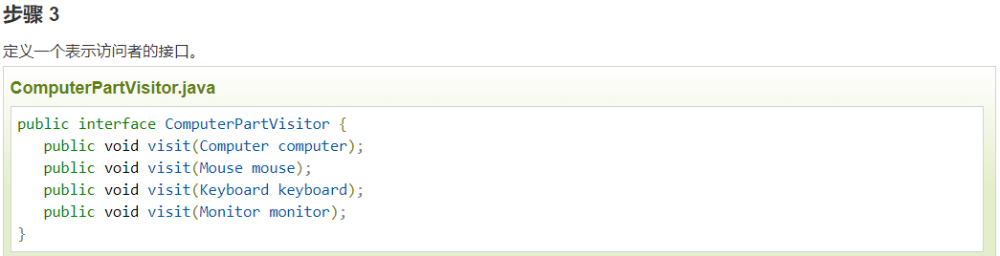 步骤 3
定义一个表示访问者的接口。
ComputerPartVisitor.java
public interface ComputerPartVisitor {
   public void visit(Computer computer);
   public void visit(Mouse mouse);
   public void visit(Keyboard keyboard);
   public void visit(Monitor monitor);
}